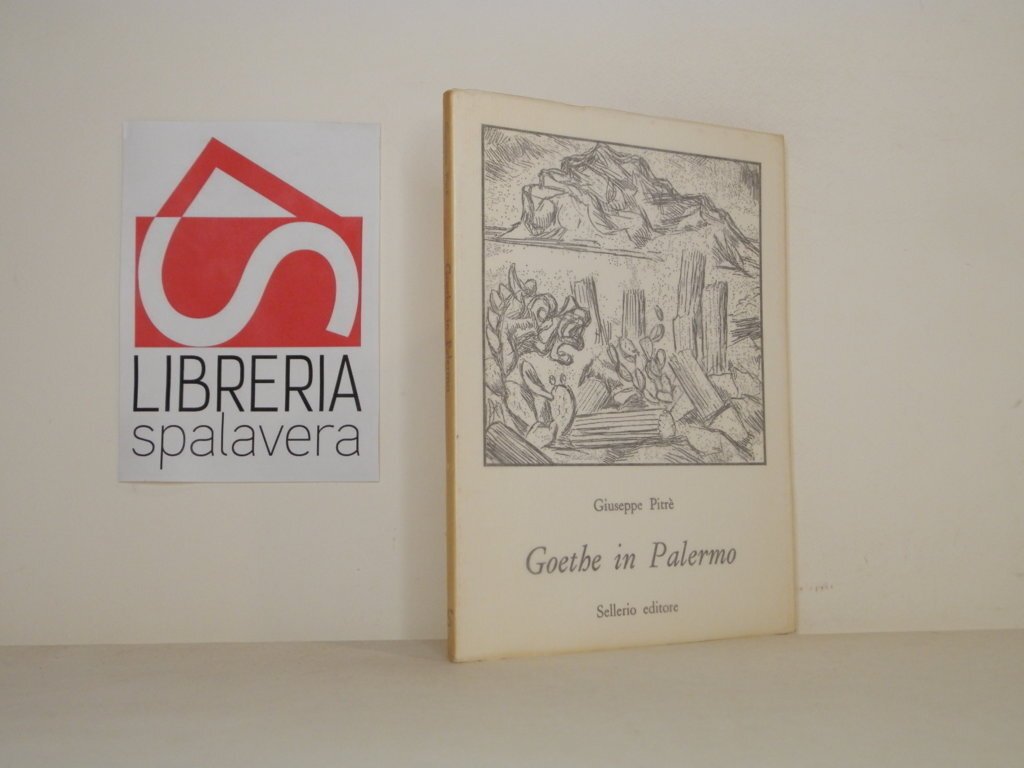 LIBRERIA
spalavera
Giuseppe Pitrè
Goethe in Palermo
Sellerio editore